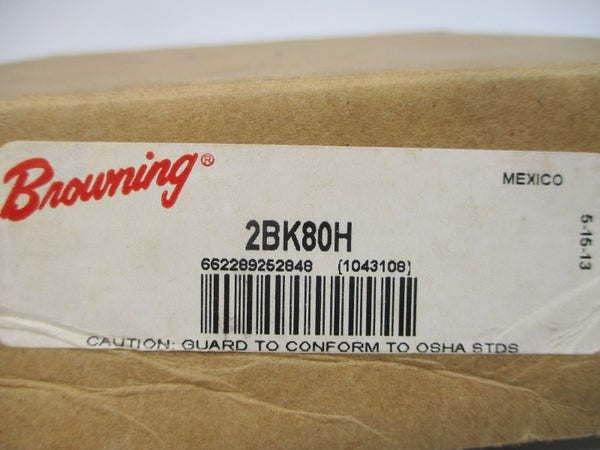 Browning®
MEXICO
5-15-13
2BK80H
662289252848 (1043108)
CAUTION: GUARD TO CONFORM TO OSHA STDS